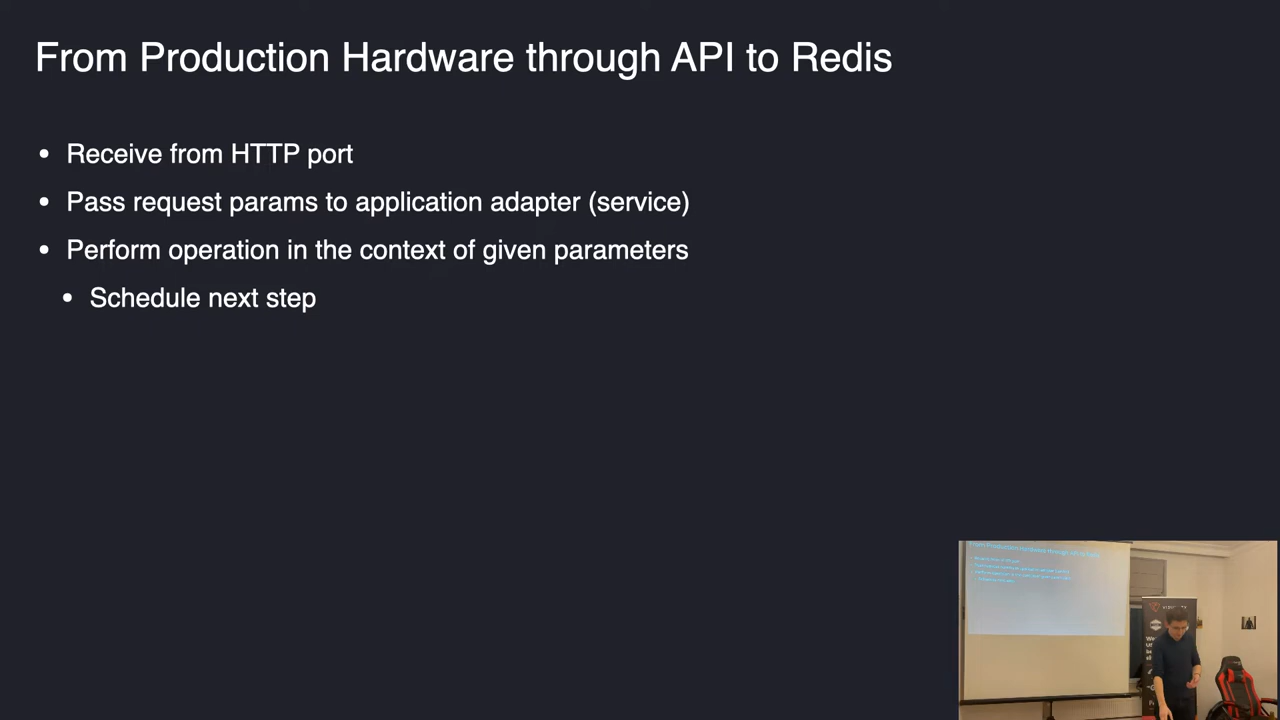 From Production Hardware through API to Redis
• Receive from HTTP port
• Pass request params to application adapter (service)
• Perform operation in the context of given parameters
• Schedule next step